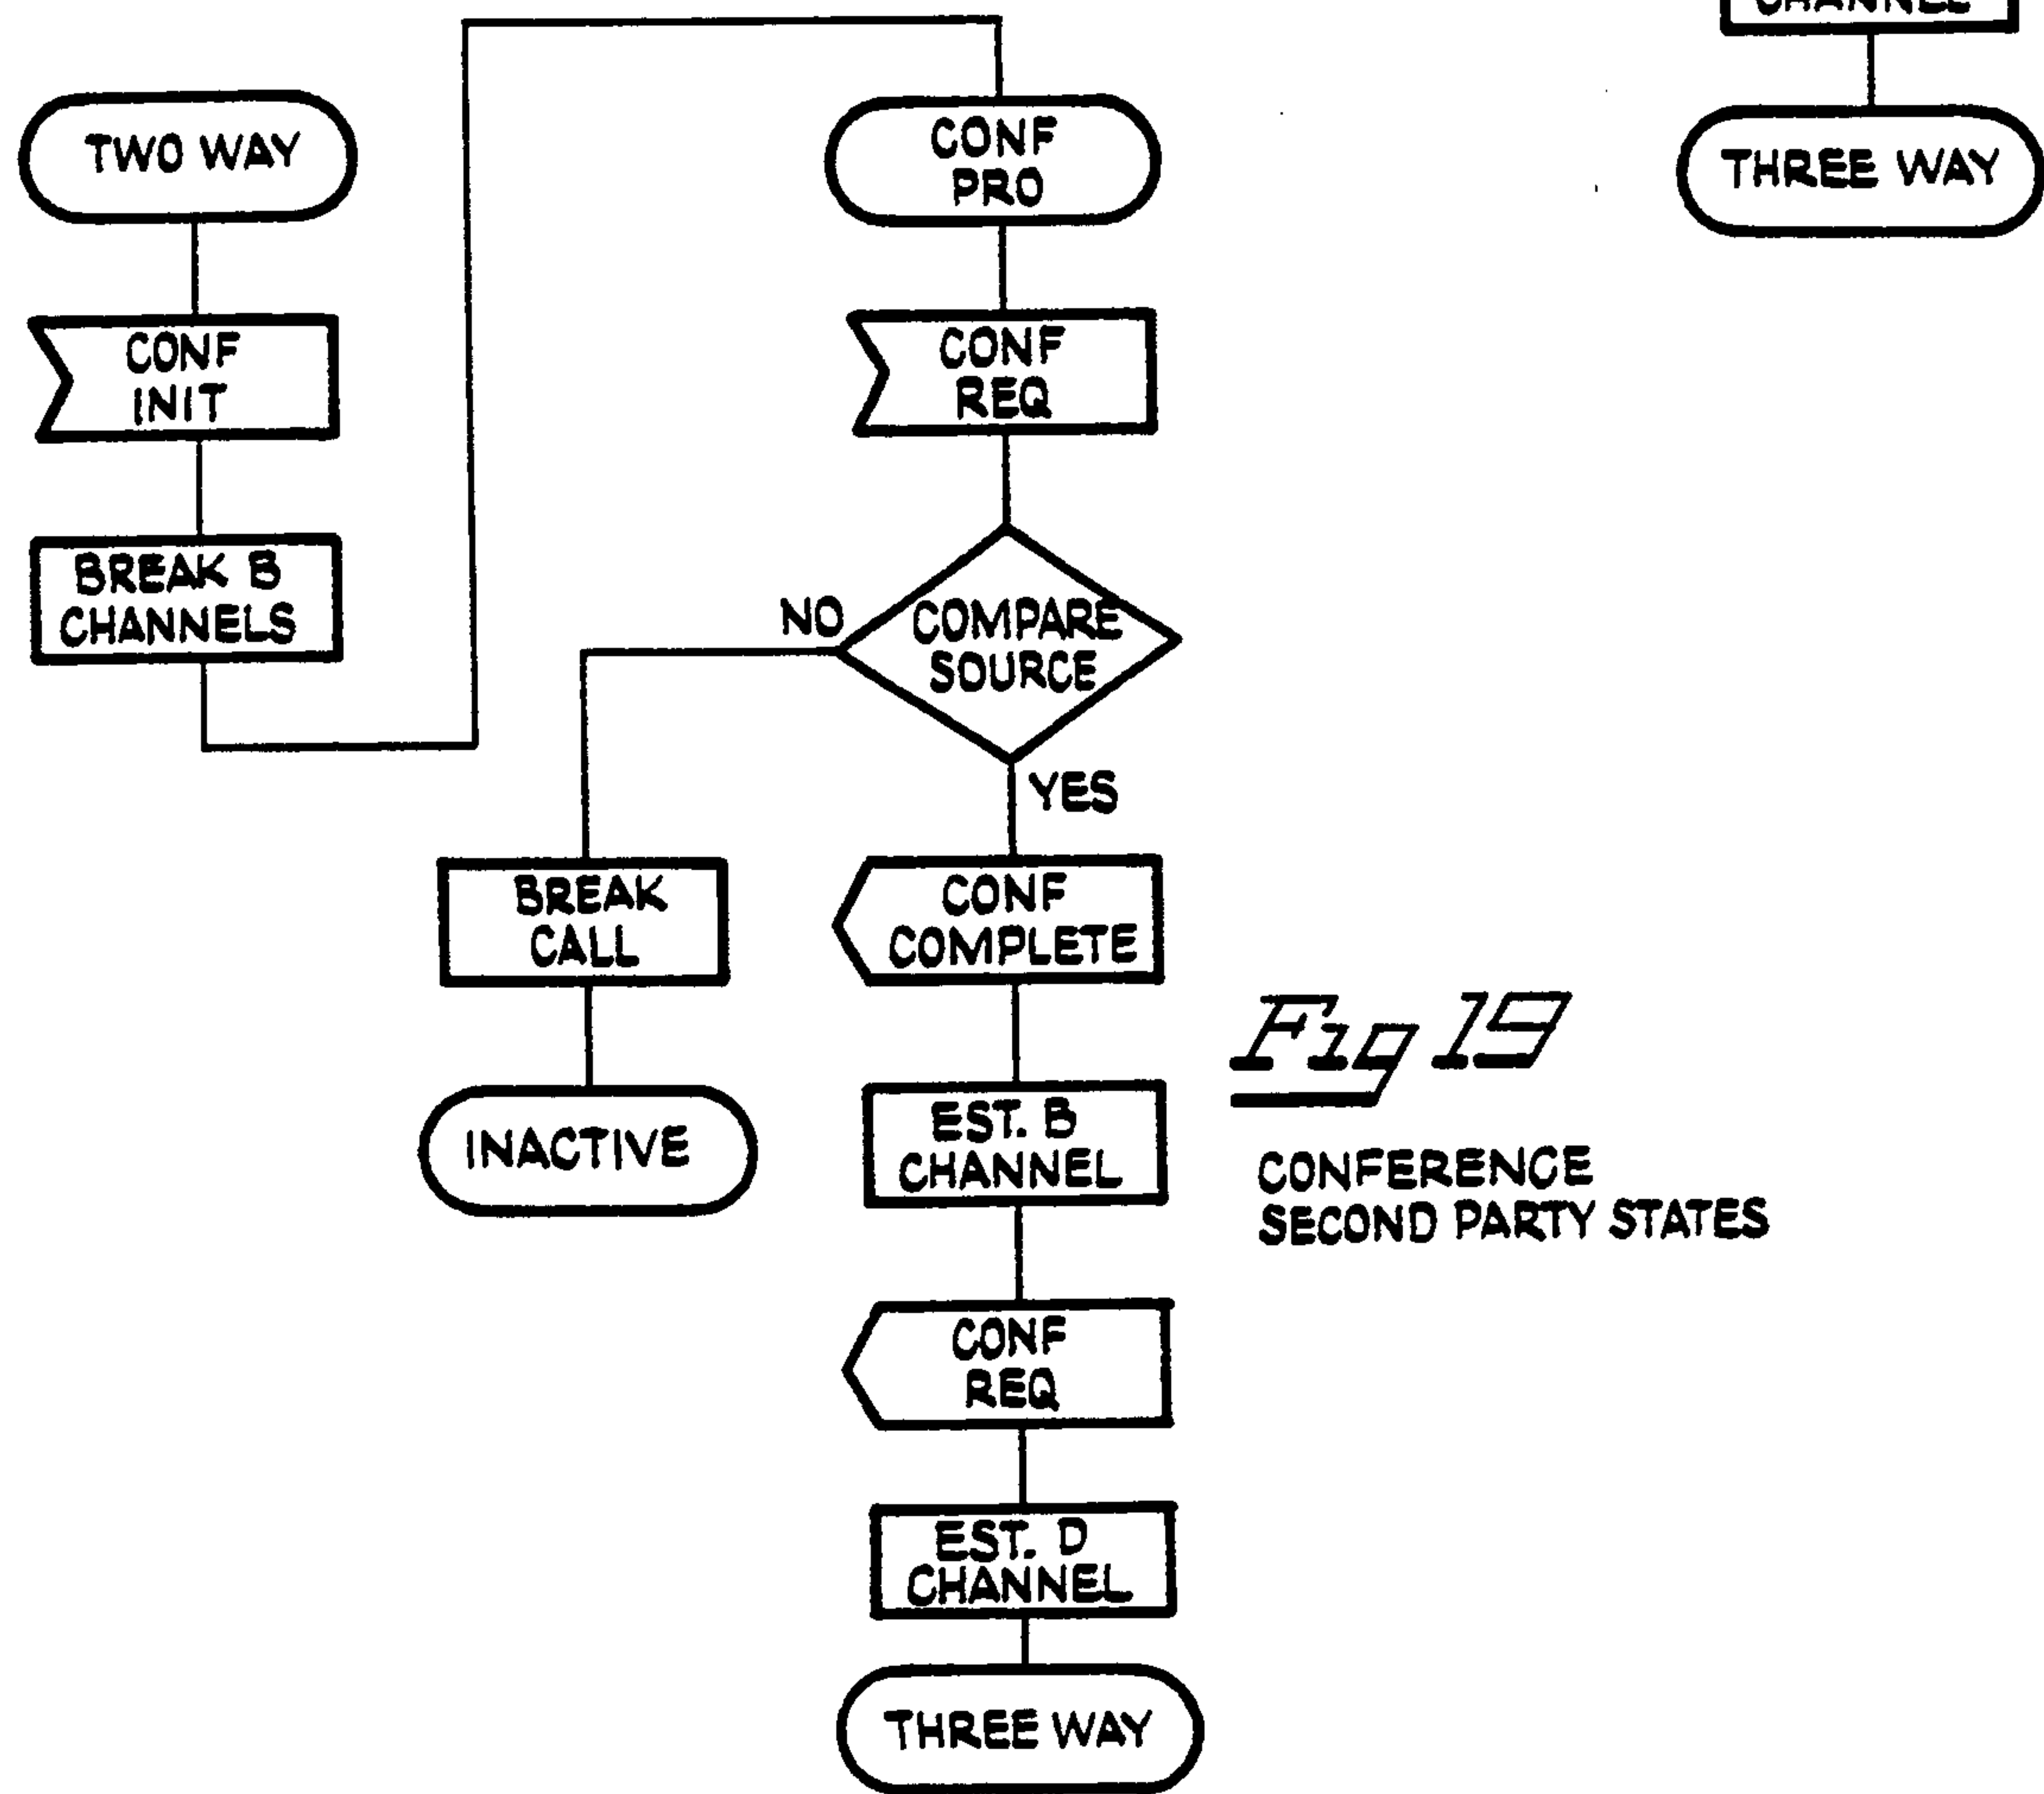 TWO WAY
CONF
INIT
BREAK B
CHANNELS
CONF
PRO
CONF
REQ
COMPARE
SOURCE
NO
YES
BREAK
CALL
INACTIVE
CONF
COMPLETE
EST. B
CHANNEL
CONF
REQ
EST. D
CHANNEL
THREE WAY
CHANNEL
THREE WAY
Fig 19
CONFERENCE
SECOND PARTY STATES